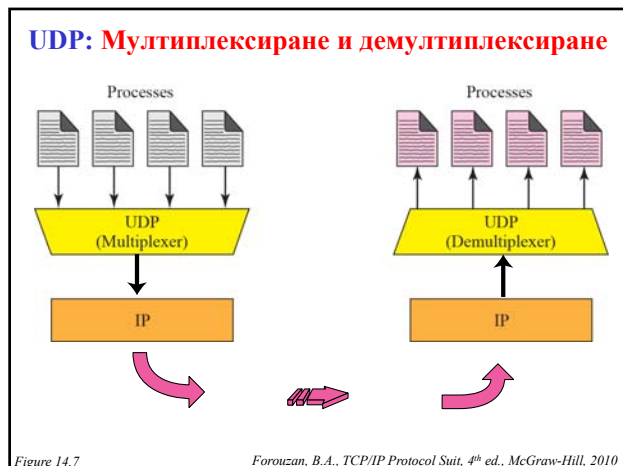 UDP: Мултиплексиране и демултиплексиране
Processes
Processes
UDP
(Multiplexer)
UDP
(Demultiplexer)
IP
IP
Figure 14.7
Forouzan, B.A., TCP/IP Protocol Suit, 4th ed., McGraw-Hill, 2010